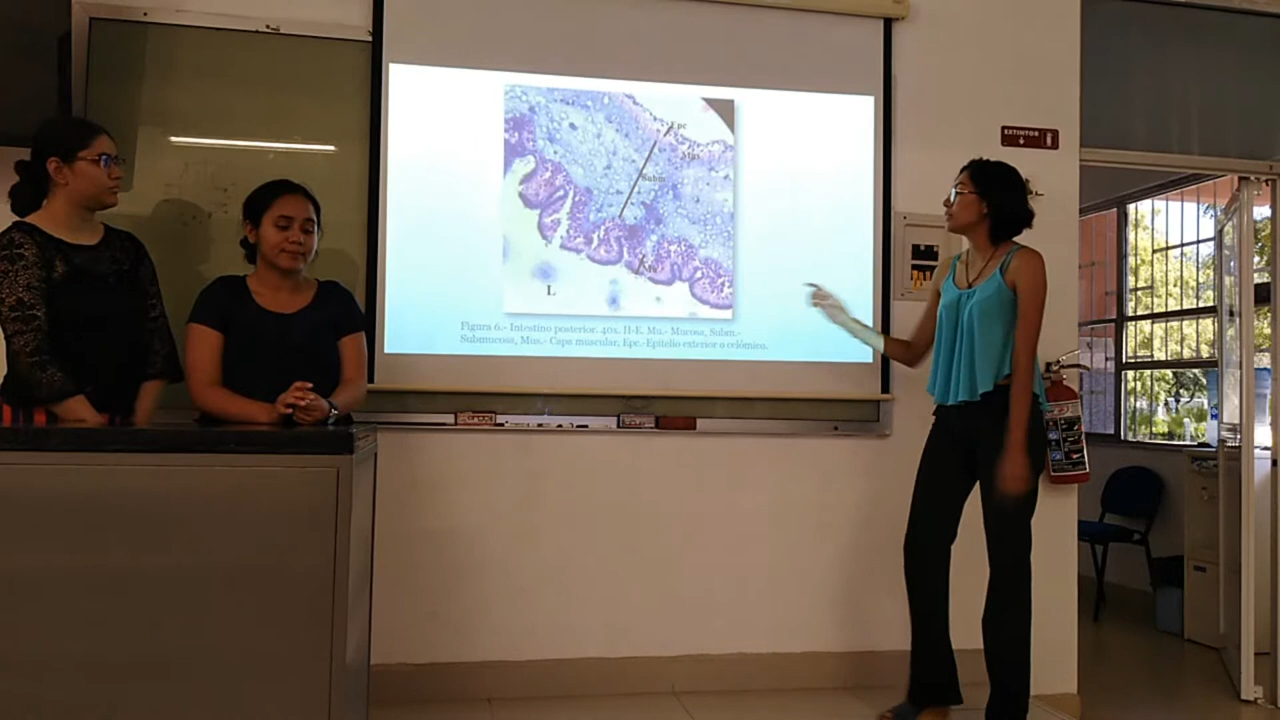 EXTINTOR
Epc
Mus
Subm
L
Figura 6.- Intestino posterior. 40x. H-E. Mu.- Mucosa, Subm.-
Submucosa, Mus.- Capa muscular, Epc.-Epitelio exterior o celómico.